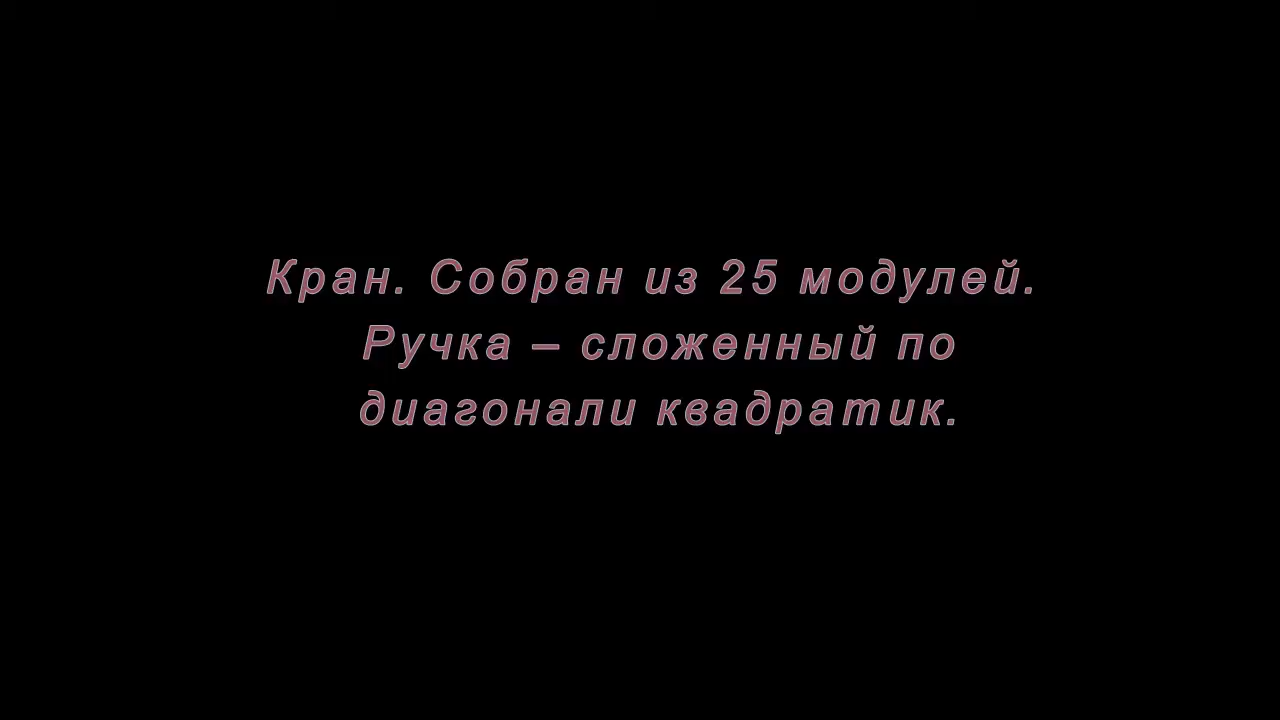 Кран. Собран из 25 модулей.
Ручка – сложенный по
диагонали квадратик.